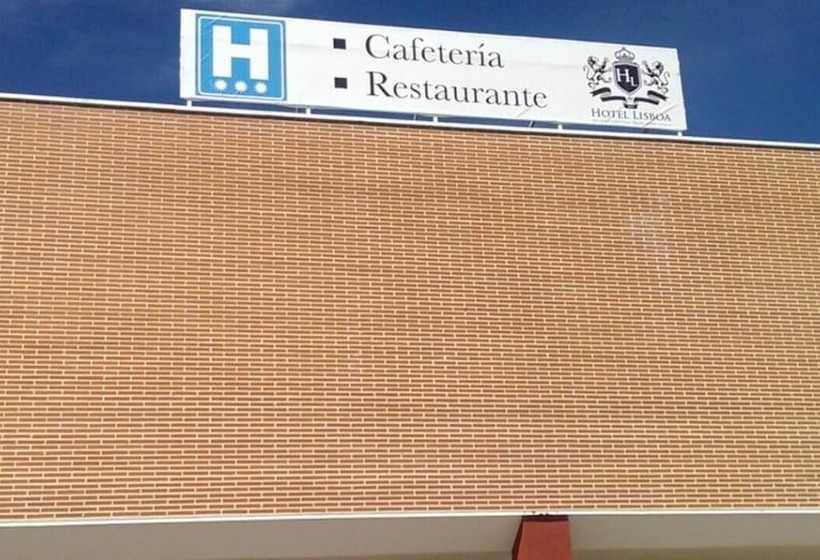 H
Cafetería
Restaurante
HL
HOTEL LISBOA